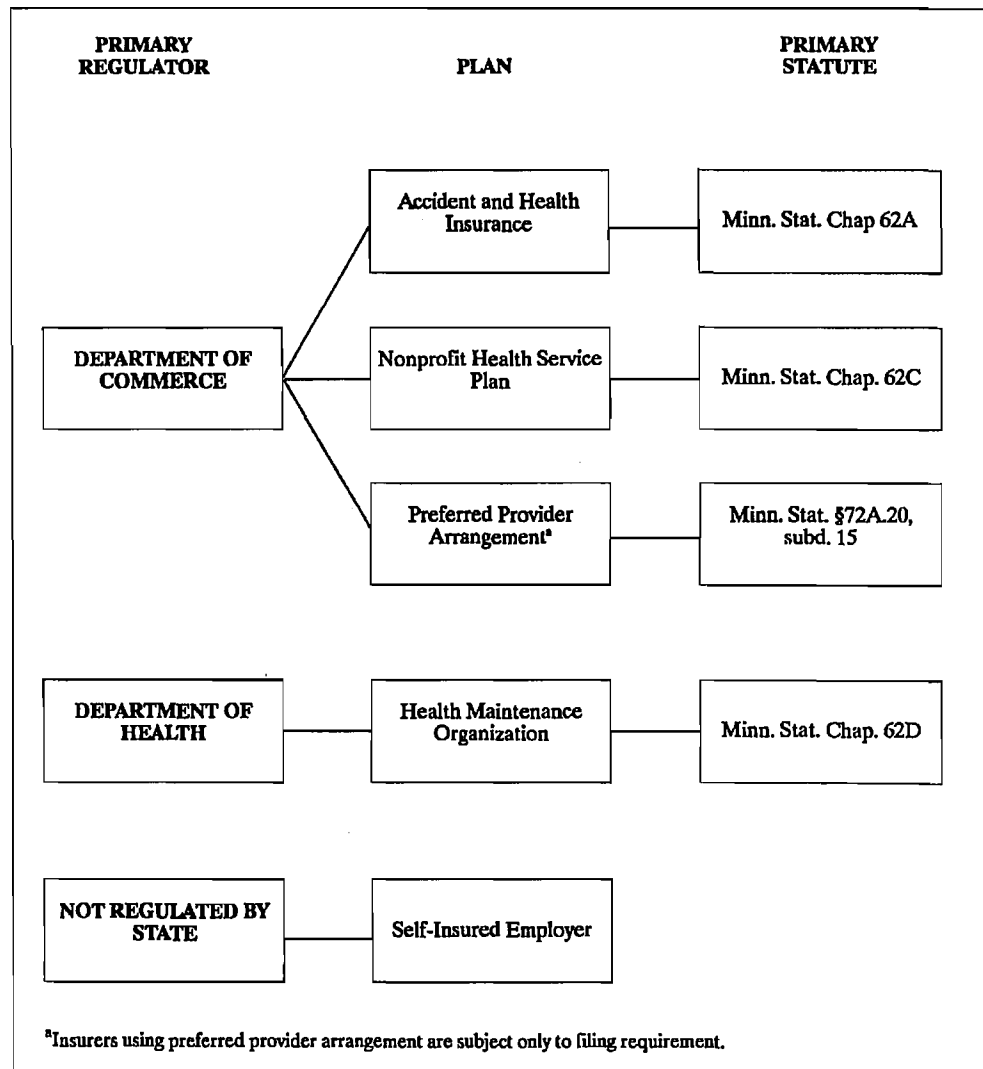 PRIMARY
REGULATOR
PLAN
PRIMARY
STATUTE
Accident and Health
Insurance
Minn. Stat. Chap 62A
DEPARTMENT OF
COMMERCE
Nonprofit Health Service
Plan
Minn. Stat. Chap. 62C
Preferred Provider
Arrangementᵃ
Minn. Stat. §72A.20,
subd. 15
DEPARTMENT OF
HEALTH
Health Maintenance
Organization
Minn. Stat. Chap. 62D
NOT REGULATED BY
STATE
Self-Insured Employer
ᵃInsurers using preferred provider arrangement are subject only to filing requirement.